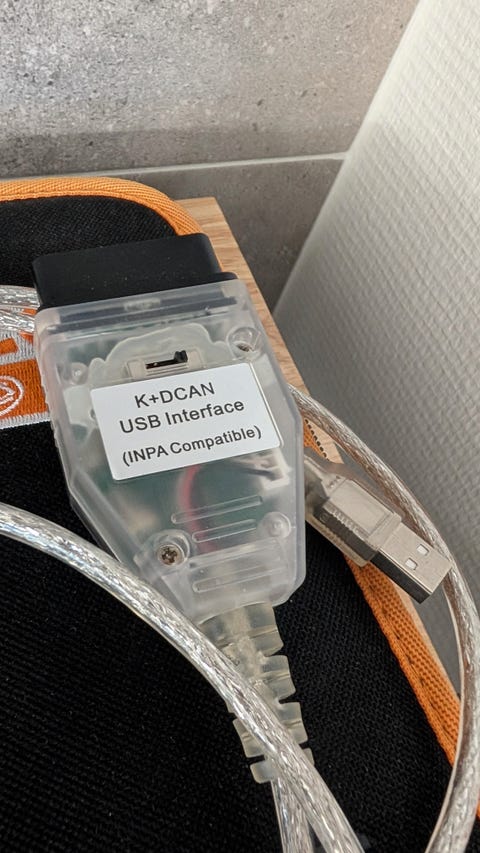 K+DCAN
USB Interface
(INPA Compatible)